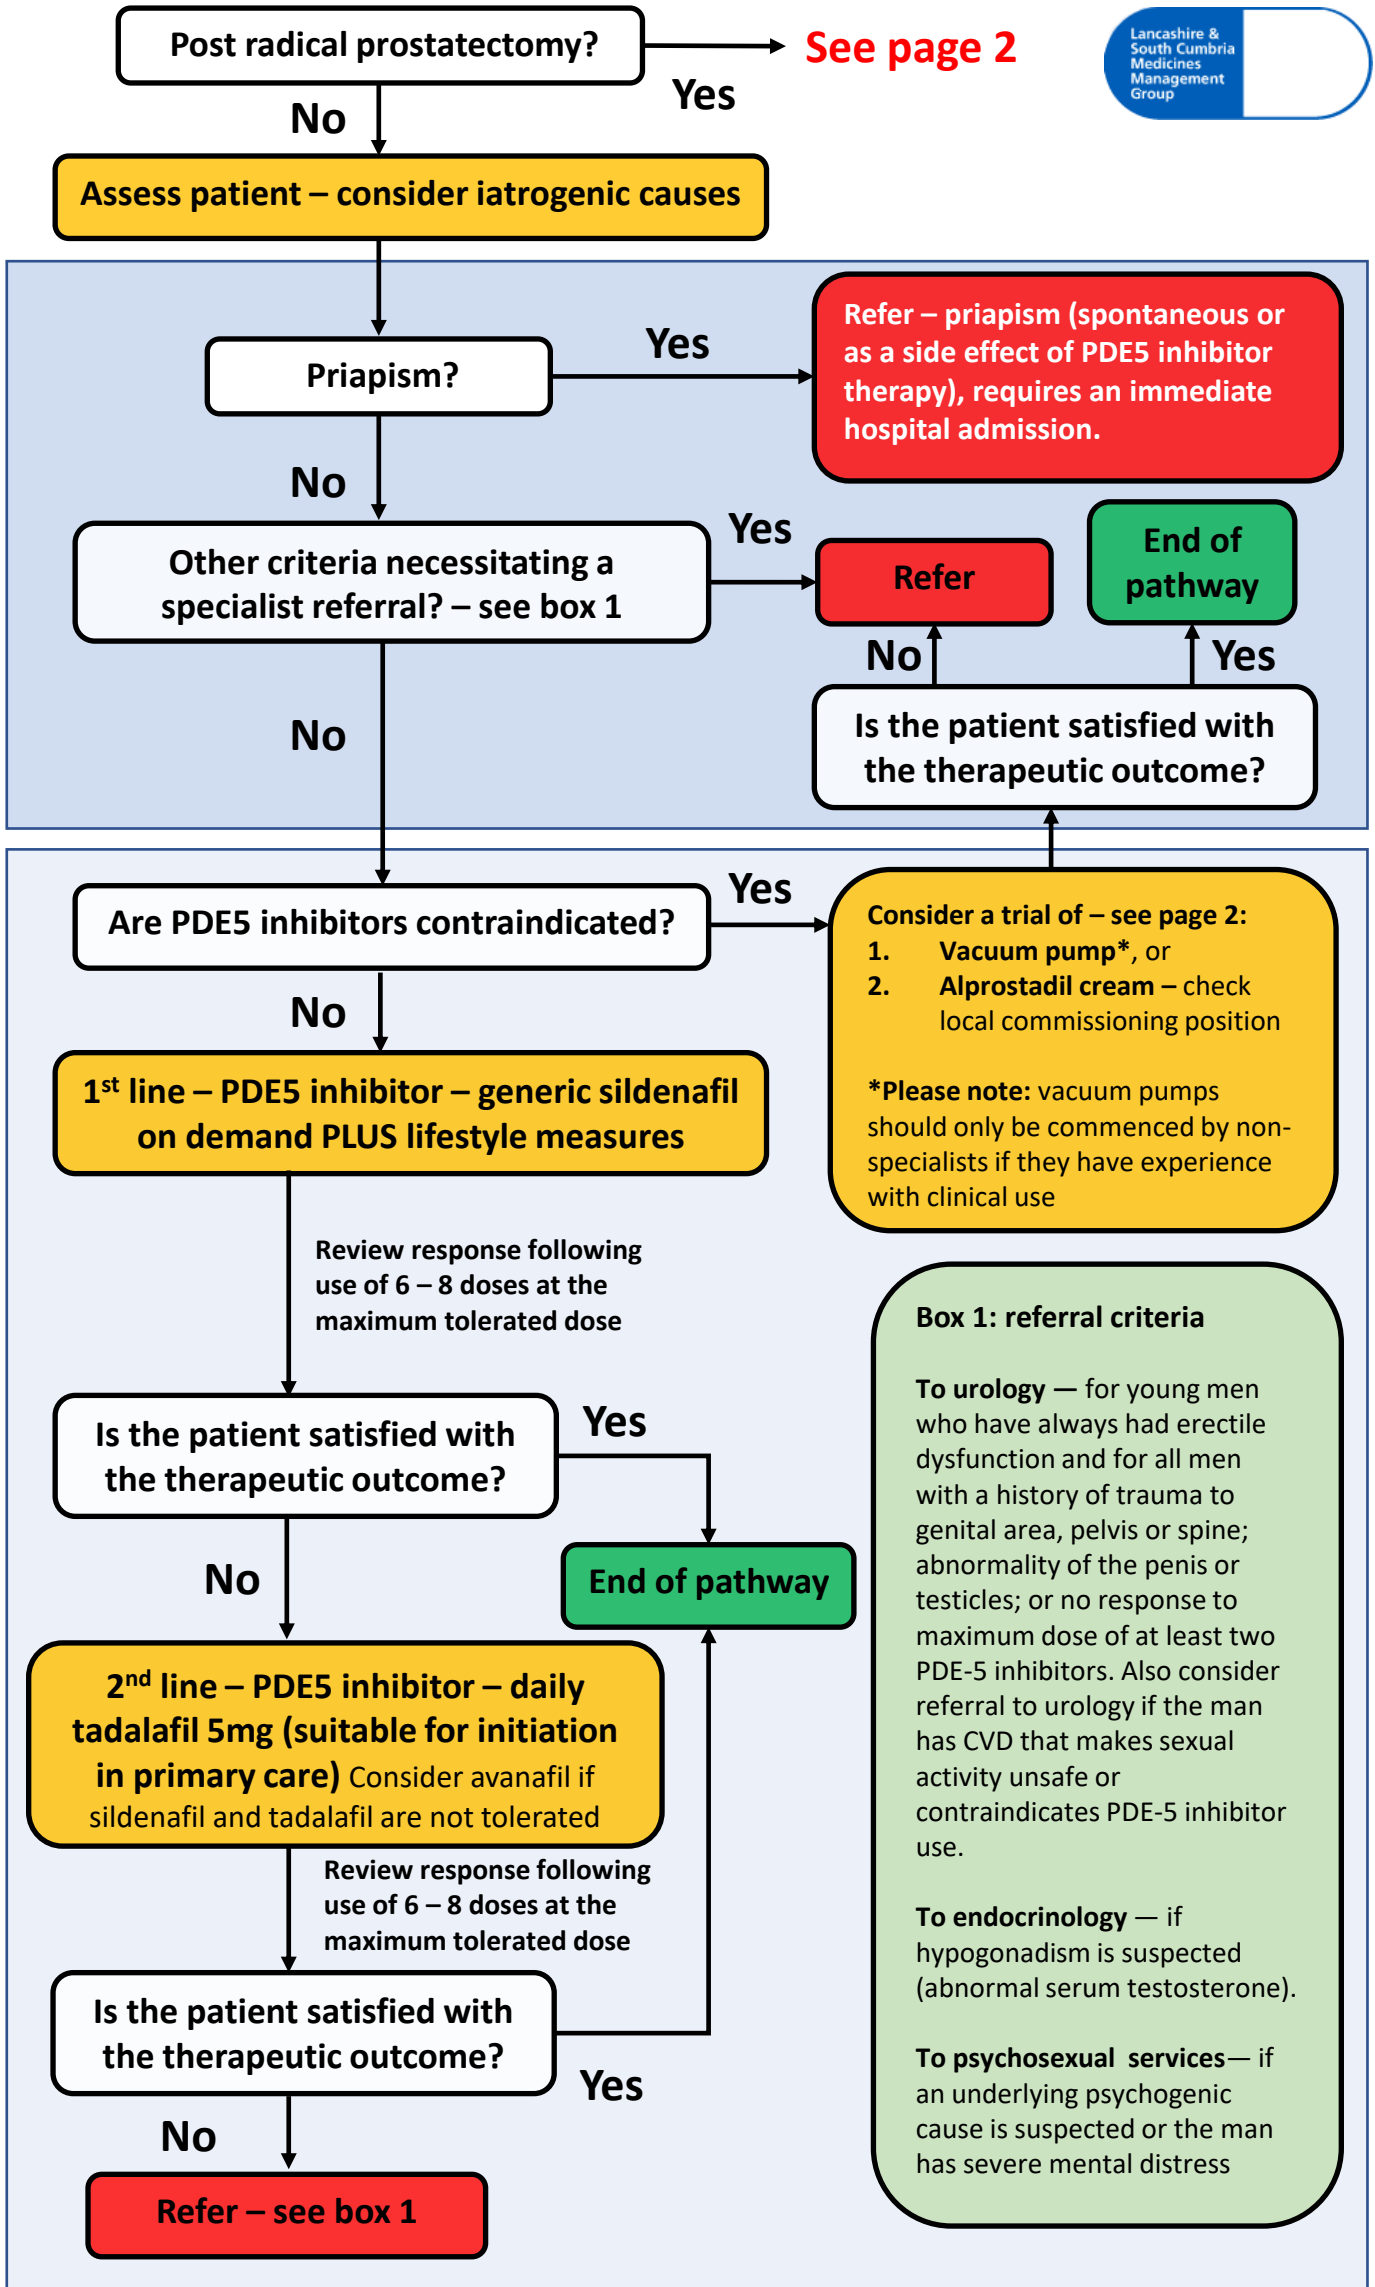 Post radical prostatectomy?
See page 2
Lancashire &
South Cumbria
Medicines
Management
Group
Yes
No
Assess patient – consider iatrogenic causes
Priapism?
Yes
Refer – priapism (spontaneous or
as a side effect of PDE5 inhibitor
therapy), requires an immediate
hospital admission.
No
Other criteria necessitating a
specialist referral? – see box 1
Yes
Refer
End of
pathway
No
Yes
Is the patient satisfied with
the therapeutic outcome?
No
Are PDE5 inhibitors contraindicated?
Yes
Consider a trial of – see page 2:
1. Vacuum pump*, or
2. Alprostadil cream – check
local commissioning position
*Please note: vacuum pumps
should only be commenced by non-
specialists if they have experience
with clinical use
No
1st line – PDE5 inhibitor – generic sildenafil
on demand PLUS lifestyle measures
Review response following
use of 6 – 8 doses at the
maximum tolerated dose
Is the patient satisfied with
the therapeutic outcome?
Yes
No
End of pathway
2nd line – PDE5 inhibitor – daily
tadalafil 5mg (suitable for initiation
in primary care) Consider avanafil if
sildenafil and tadalafil are not tolerated
Review response following
use of 6 – 8 doses at the
maximum tolerated dose
Is the patient satisfied with
the therapeutic outcome?
Yes
No
Refer – see box 1
Box 1: referral criteria
To urology — for young men
who have always had erectile
dysfunction and for all men
with a history of trauma to
genital area, pelvis or spine;
abnormality of the penis or
testicles; or no response to
maximum dose of at least two
PDE-5 inhibitors. Also consider
referral to urology if the man
has CVD that makes sexual
activity unsafe or
contraindicates PDE-5 inhibitor
use.
To endocrinology — if
hypogonadism is suspected
(abnormal serum testosterone).
To psychosexual  services— if
an underlying psychogenic
cause is suspected or the man
has severe mental distress